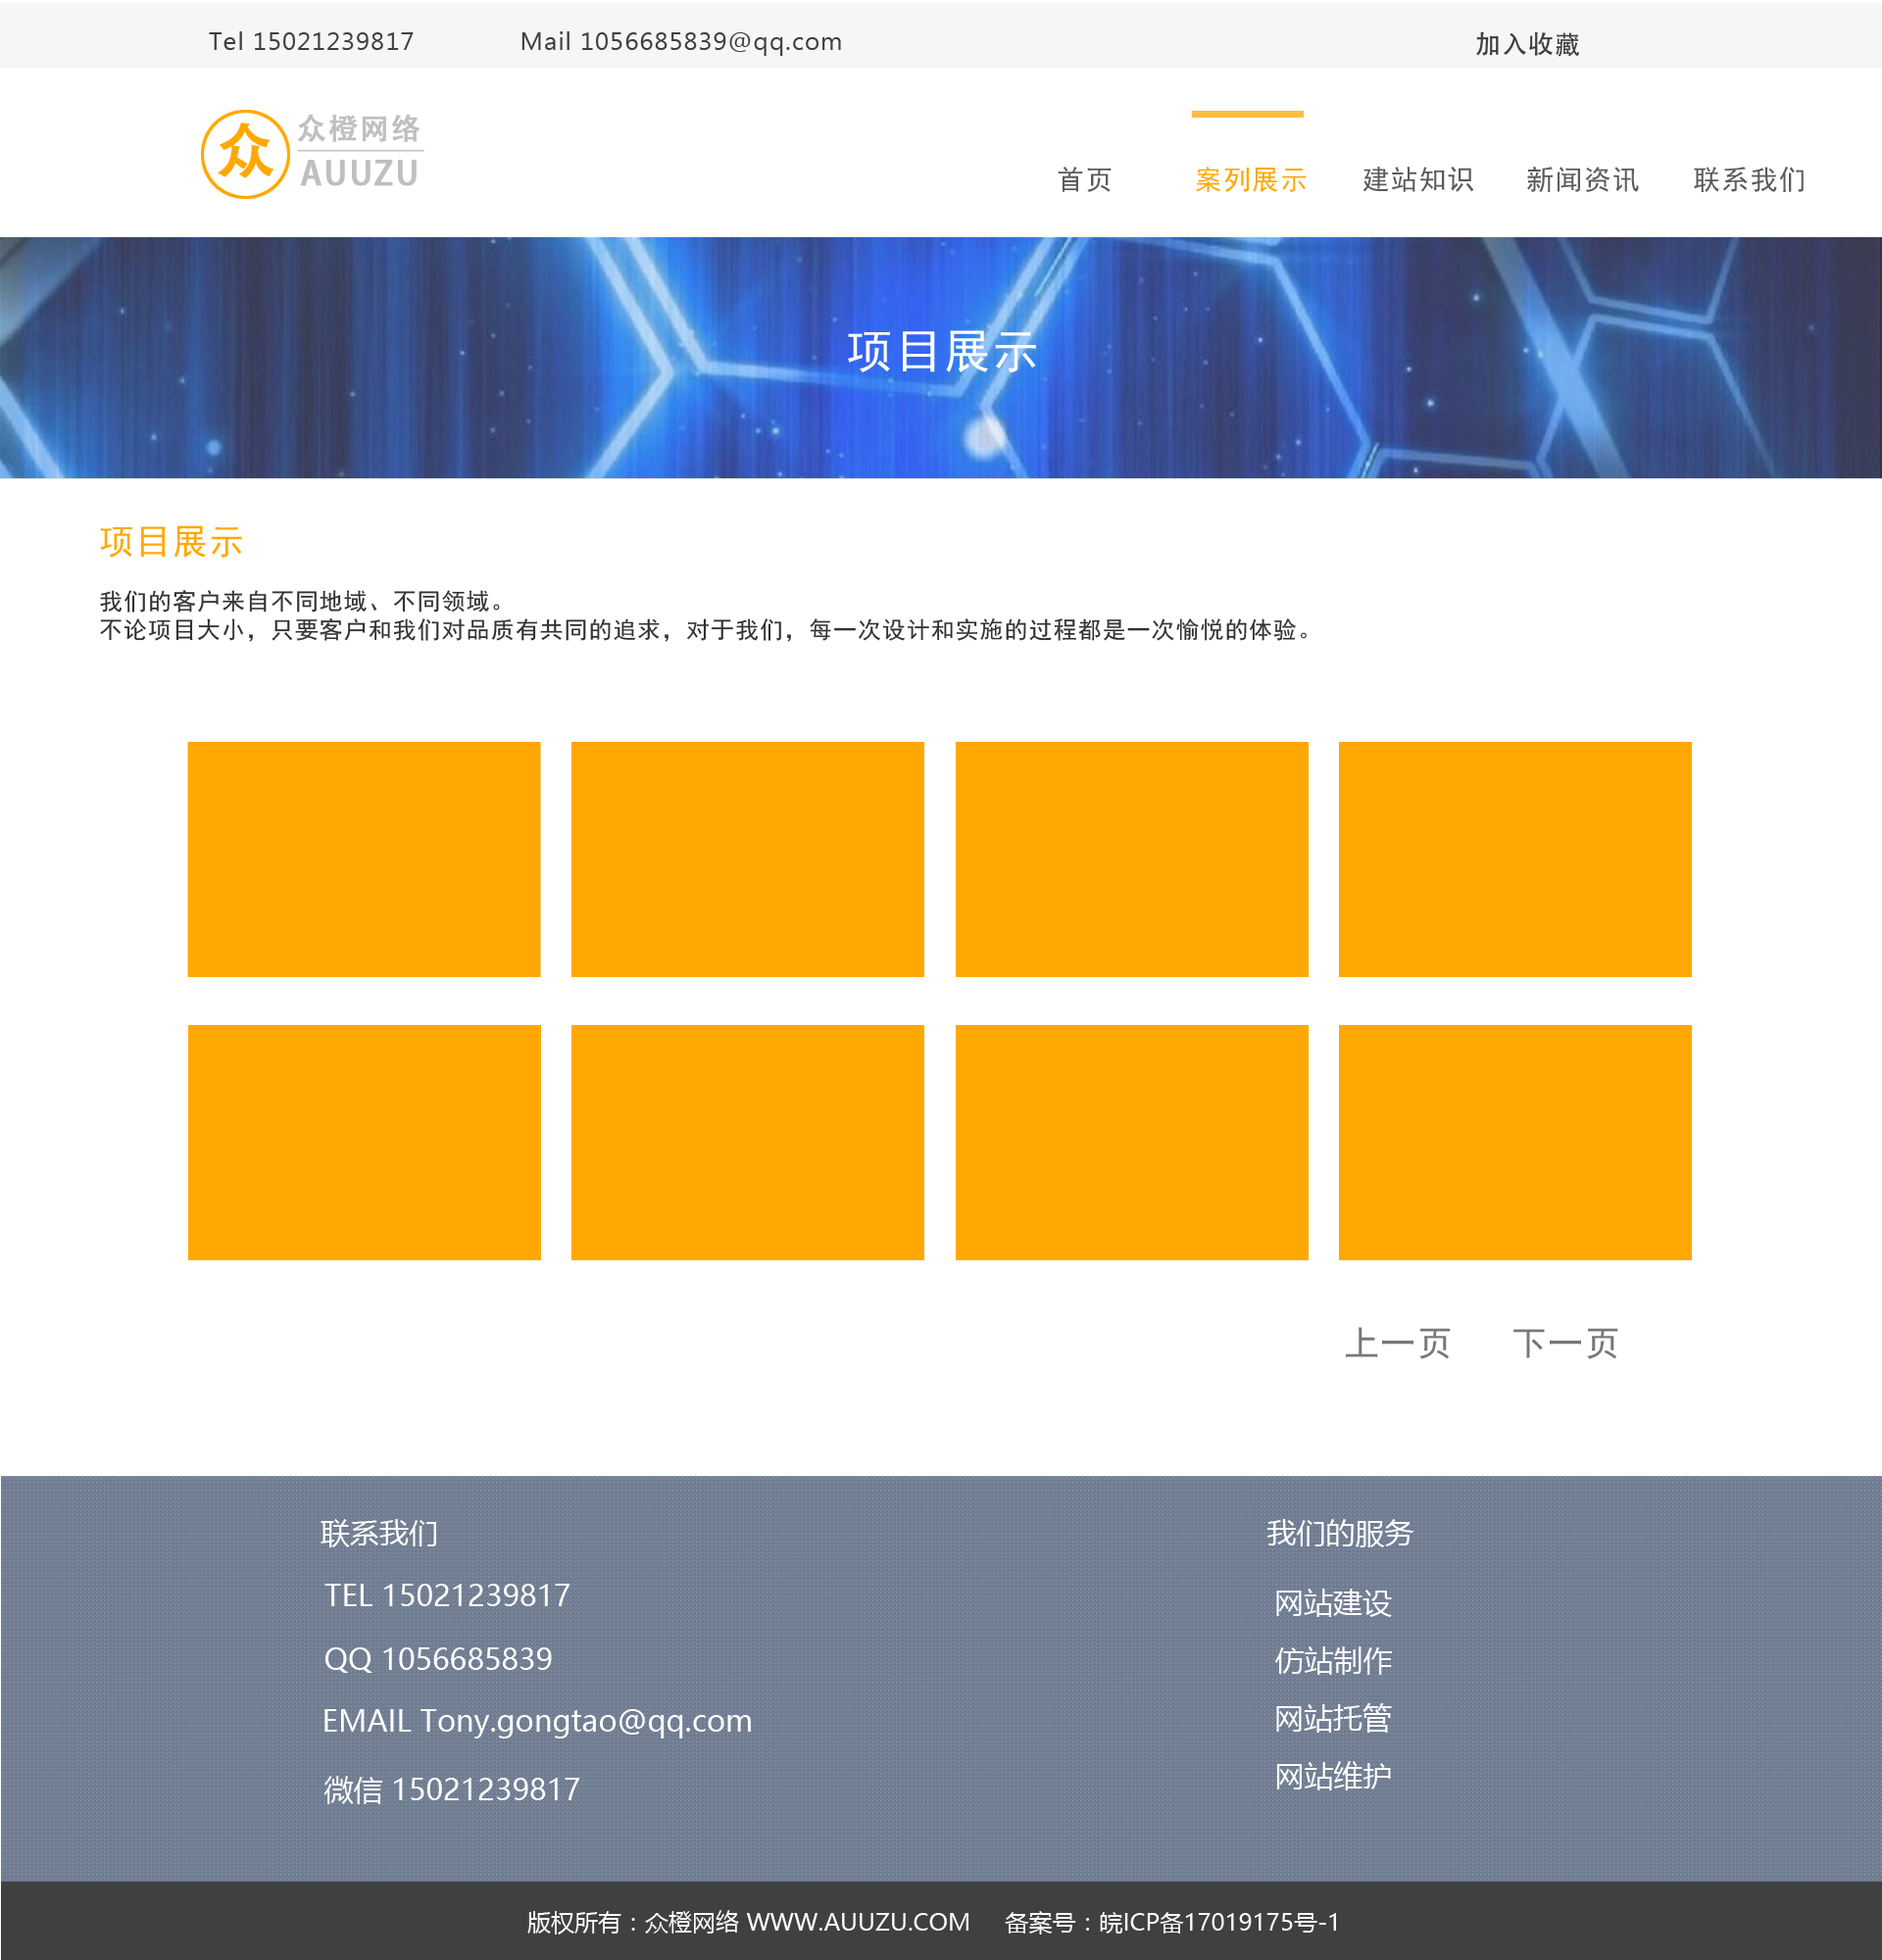 Tel 15021239817 Mail 1056685839@qq.com 加入收藏
众 众橙网络
AUUZU
首页 案列展示 建站知识 新闻资讯 联系我们
项目展示
项目展示
我们的客户来自不同地域、不同领域。
不论项目大小，只要客户和我们对品质有共同的追求，对于我们，每一次设计和实施的过程都是一次愉悦的体验。
上一页 下一页
联系我们
TEL 15021239817
QQ 1056685839
EMAIL Tony.gongtao@qq.com
微信 15021239817
我们的服务
网站建设
仿站制作
网站托管
网站维护
版权所有：众橙网络 WWW.AUUZU.COM 备案号：皖ICP备17019175号-1